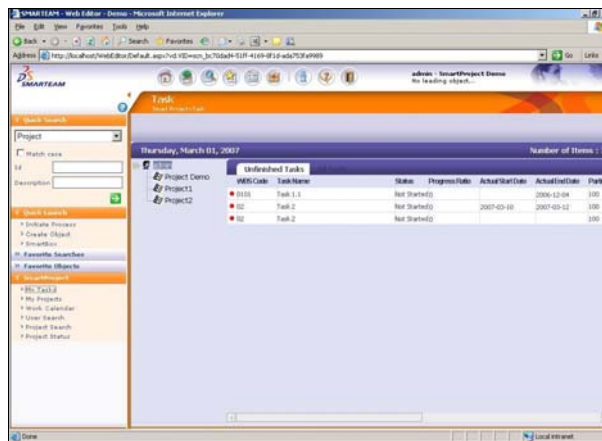 SMARTEAM - Web Editor - Demo - Microsoft Internet Explorer
File Edit View Favorites Tools Help
Back Search Favorites
Address Go Links
SMARTEAM
admin - SmartProject Demo
No leading object...
Task
Quick Search
Project
Match case
Id
Description
Thursday, March 01, 2007 Number of Items :
Project Demo
Project1
Project2
Unfinished Tasks
WBS Code Task Name Status Progress Ratio Actual Start Date Actual End Date
0101 Task 1.1 Not Started 2006-12-04 100
02 Task 2 Not Started 2007-03-10 2007-03-12 100
02 Task 2 Not Started 100
Quick Launch
Initiate Process
Create Object
SmartBox
Favorite Searches
Favorite Objects
SmartProject
My Tasks
My Projects
Work Calendar
User Search
Project Search
Project Status
Done Local intranet